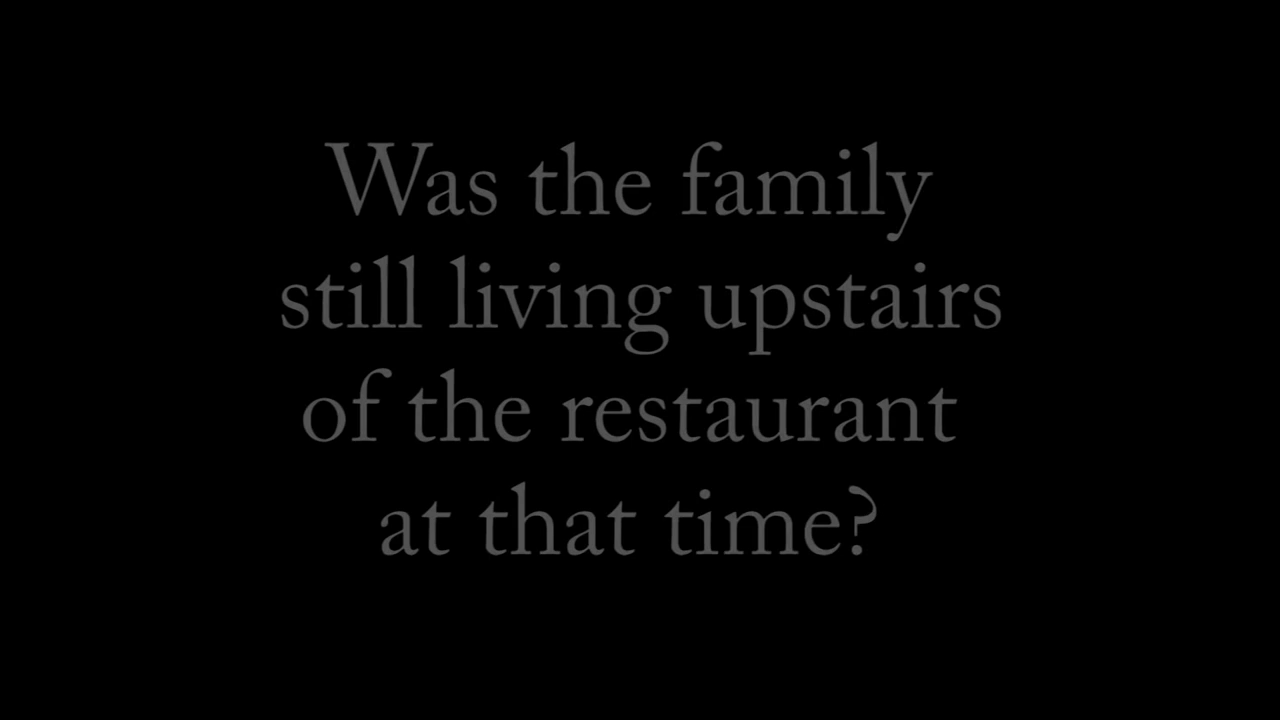 Was the family
still living upstairs
of the restaurant
at that time?